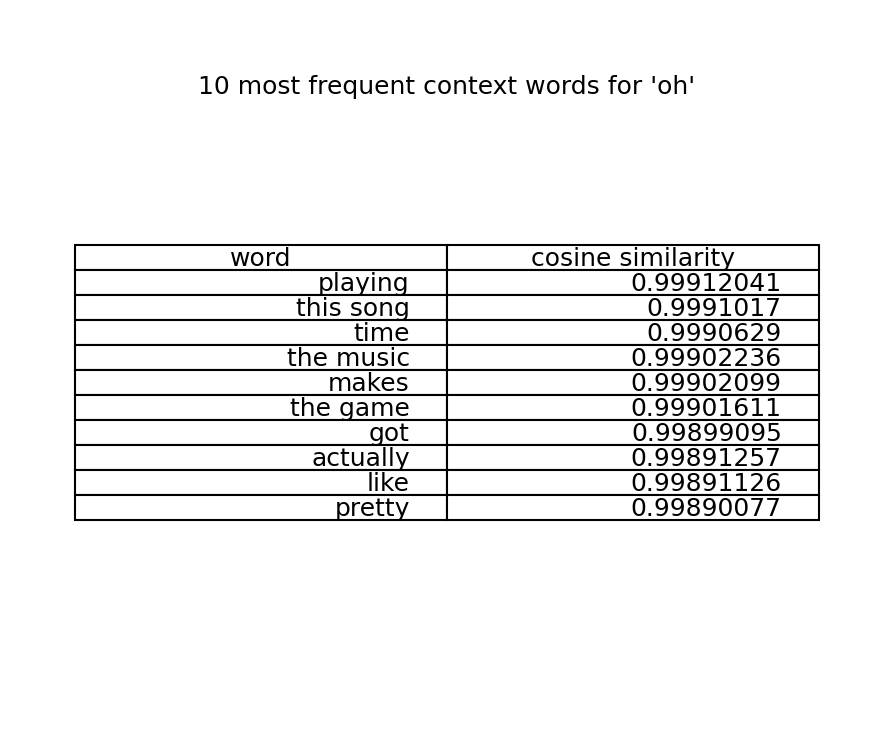 10 most frequent context words for 'oh'
word cosine similarity
playing 0.99912041
this song 0.9991017
time 0.9990629
the music 0.99902236
makes 0.99902099
the game 0.99901611
got 0.99899095
actually 0.99891257
like 0.99891126
pretty 0.99890077